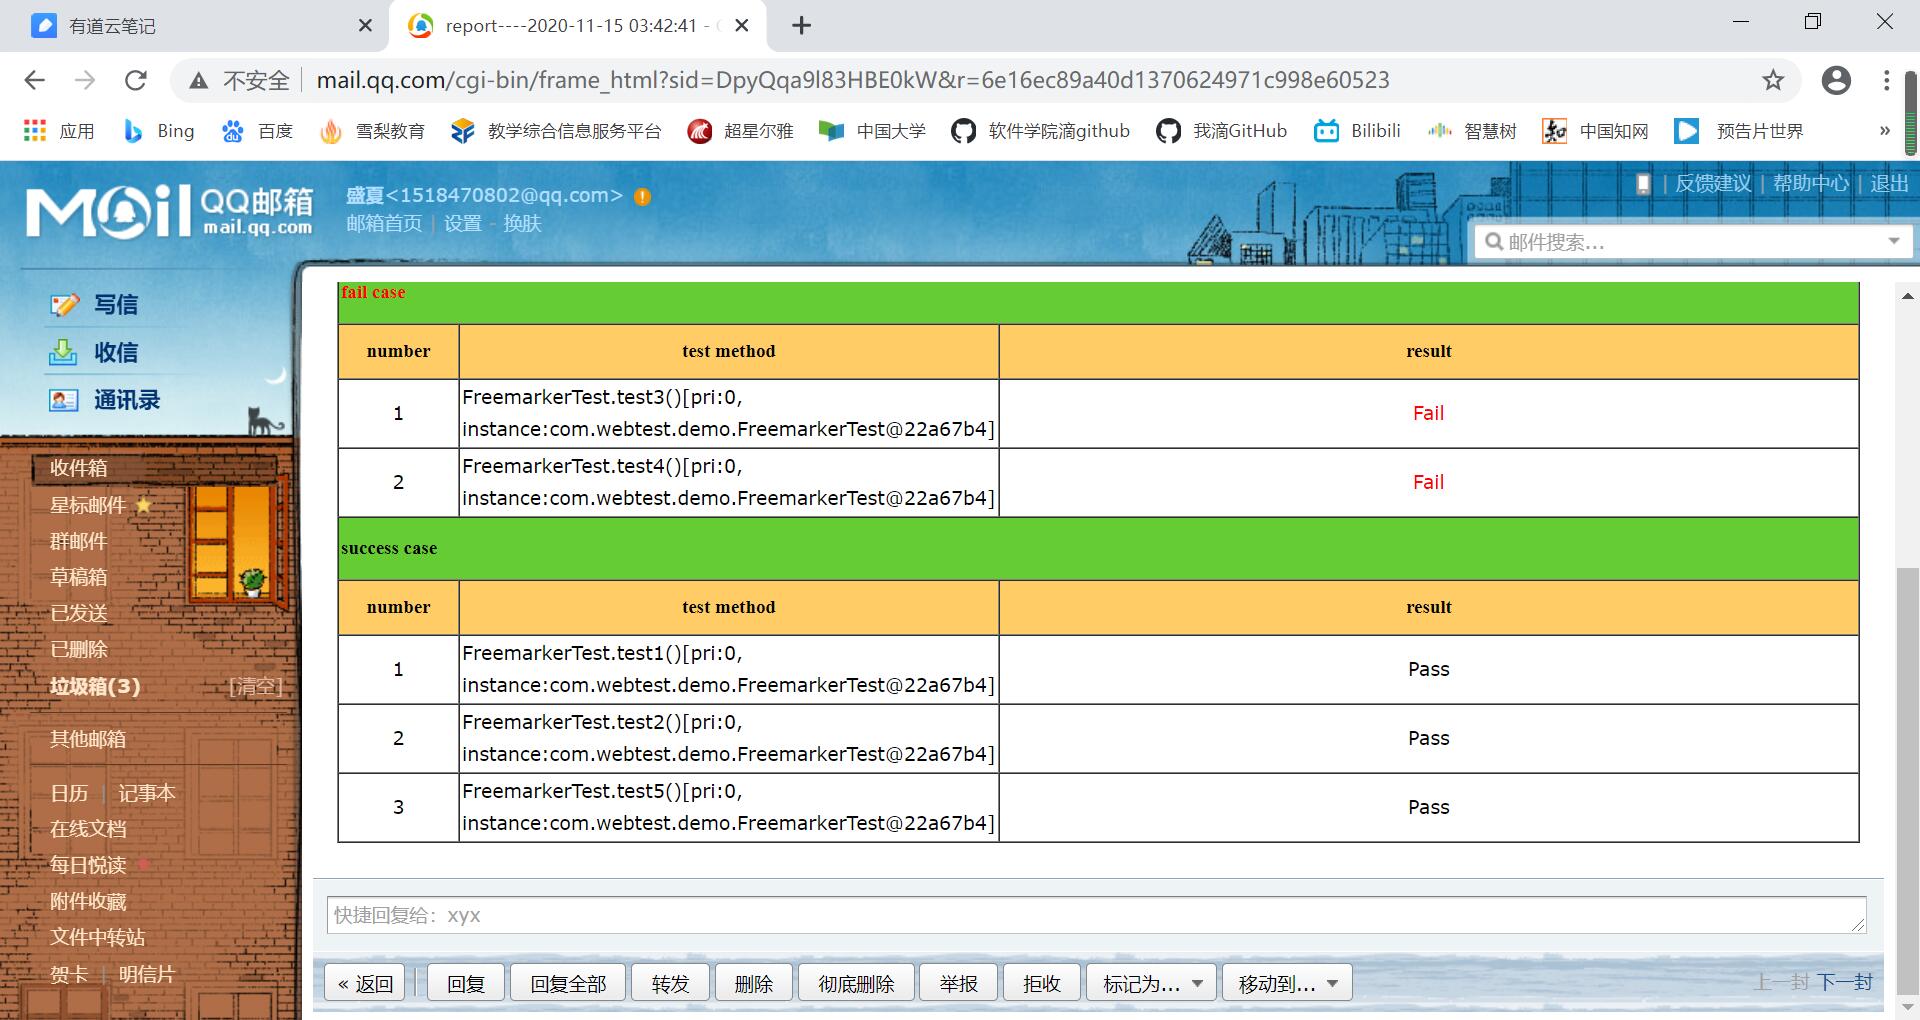 有道云笔记
report----2020-11-15 03:42:41 -
不安全
mail.qq.com/cgi-bin/frame_html?sid=DpyQqa9l83HBE0kW&r=6e16ec89a40d1370624971c998e60523
应用 Bing 百度 雪梨教育 教学综合信息服务平台 超星尔雅 中国大学 软件学院滴github 我滴GitHub Bilibili 智慧树 中国知网 预告片世界 »
Mail QQ邮箱
mail.qq.com
盛夏<1518470802@qq.com>
邮箱首页 | 设置 - 换肤
| 反馈建议 | 帮助中心 | 退出
邮件搜索...
写信
收信
通讯录
收件箱
星标邮件
群邮件
草稿箱
已发送
已删除
垃圾箱(3) [清空]
其他邮箱
日历 | 记事本
在线文档
每日悦读
附件收藏
文件中转站
贺卡 | 明信片
fail case
number test method result
1 FreemarkerTest.test3()[pri:0, Fail
instance:com.webtest.demo.FreemarkerTest@22a67b4]
2 FreemarkerTest.test4()[pri:0, Fail
instance:com.webtest.demo.FreemarkerTest@22a67b4]
success case
number test method result
1 FreemarkerTest.test1()[pri:0, Pass
instance:com.webtest.demo.FreemarkerTest@22a67b4]
2 FreemarkerTest.test2()[pri:0, Pass
instance:com.webtest.demo.FreemarkerTest@22a67b4]
3 FreemarkerTest.test5()[pri:0, Pass
instance:com.webtest.demo.FreemarkerTest@22a67b4]
快捷回复给：xyx
« 返回 回复 回复全部 转发 删除 彻底删除 举报 拒收 标记为... 移动到... 上一封 下一封